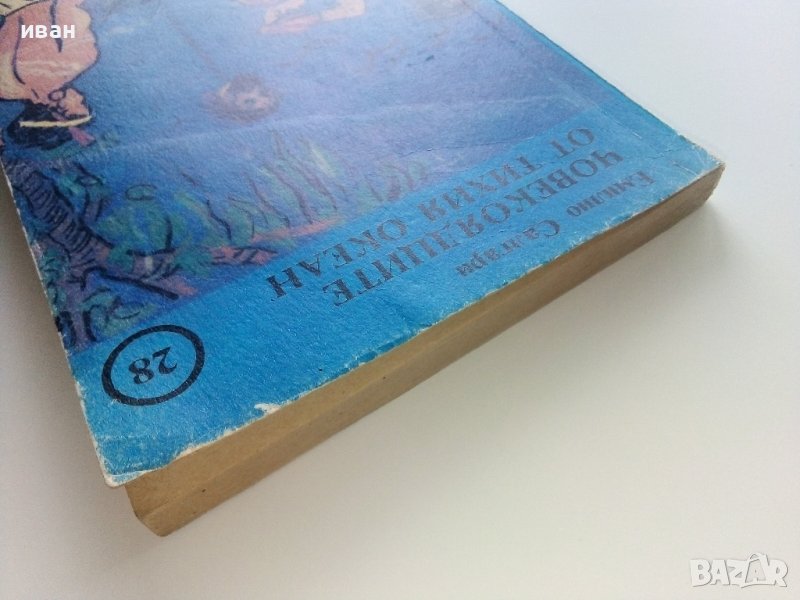 иван
Емилио Салгари
ЧОВЕКОЯДЦИТЕ
ОТ ТИХИЯ ОКЕАН
28
BAZAR